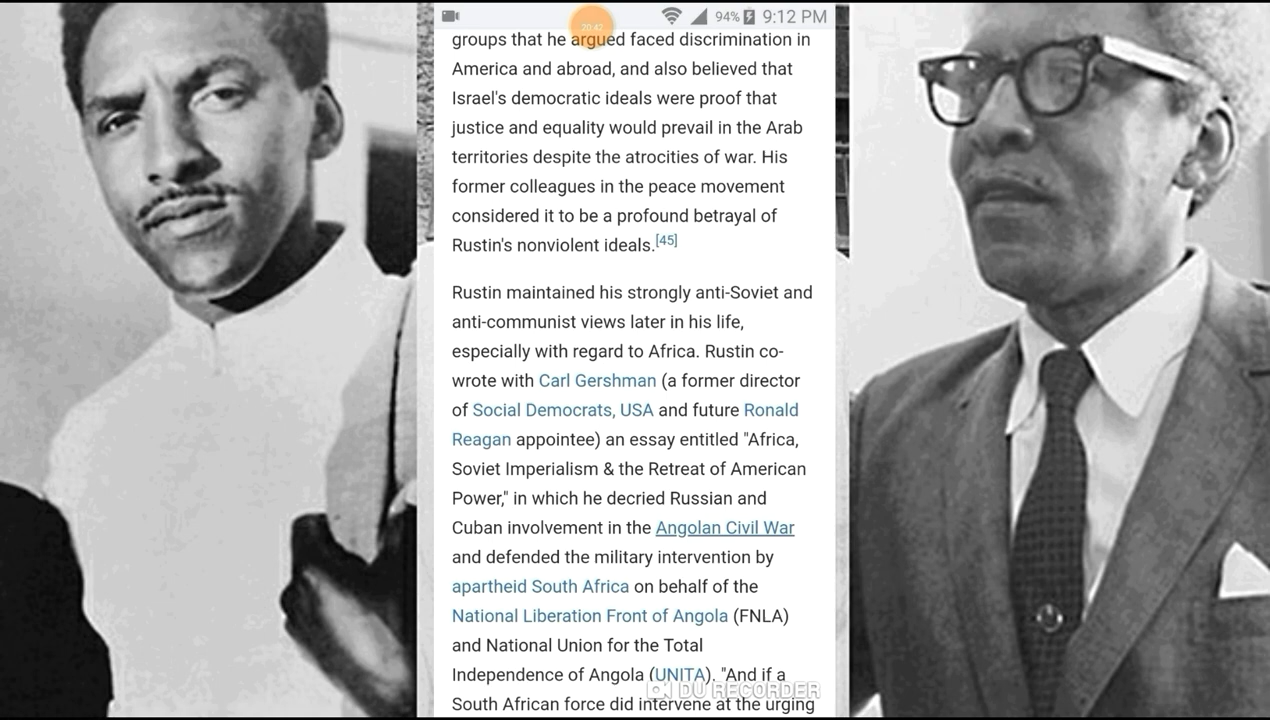 94% 9:12 PM
20:42
groups that he argued faced discrimination in
America and abroad, and also believed that
Israel's democratic ideals were proof that
justice and equality would prevail in the Arab
territories despite the atrocities of war. His
former colleagues in the peace movement
considered it to be a profound betrayal of
Rustin's nonviolent ideals.[45]
Rustin maintained his strongly anti-Soviet and
anti-communist views later in his life,
especially with regard to Africa. Rustin co-
wrote with Carl Gershman (a former director
of Social Democrats, USA and future Ronald
Reagan appointee) an essay entitled "Africa,
Soviet Imperialism & the Retreat of American
Power," in which he decried Russian and
Cuban involvement in the Angolan Civil War
and defended the military intervention by
apartheid South Africa on behalf of the
National Liberation Front of Angola (FNLA)
and National Union for the Total
Independence of Angola (UNITA). "And if a
DU RECORDER
South African force did intervene at the urging